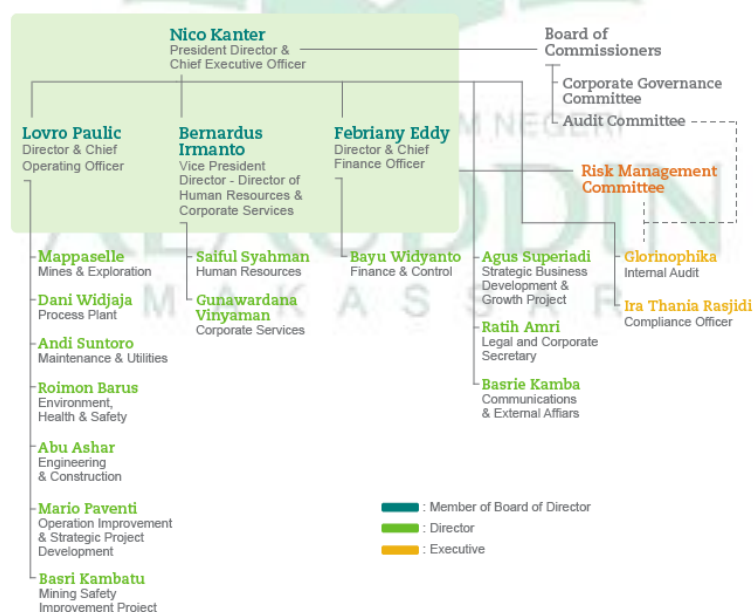 Nico Kanter
President Director &
Chief Executive Officer
Board of
Commissioners
Corporate Governance
Committee
Audit Committee
Lovro Paulic
Director & Chief
Operating Officer
Bernardus
Irmanto
Vice President
Director - Director of
Human Resources &
Corporate Services
Febriany Eddy
Director & Chief
Finance Officer
Risk Management
Committee
Mappaselle
Mines & Exploration
Dani Widjaja
Process Plant
Andi Suntoro
Maintenance & Utilities
Roimon Barus
Environment,
Health & Safety
Abu Ashar
Engineering
& Construction
Mario Paventi
Operation Improvement
& Strategic Project
Development
Basri Kambatu
Mining Safety
Improvement Project
Saiful Syahman
Human Resources
Gunawardana
Vinyaman
Corporate Services
Bayu Widyanto
Finance & Control
Agus Superiadi
Strategic Business
Development &
Growth Project
Ratih Amri
Legal and Corporate
Secretary
Basrie Kamba
Communications
& External Affiars
Glorinophika
Internal Audit
Ira Thania Rasjidi
Compliance Officer
: Member of Board of Director
: Director
: Executive
M NEGERI
ALAUDDIN
MAKASSAR